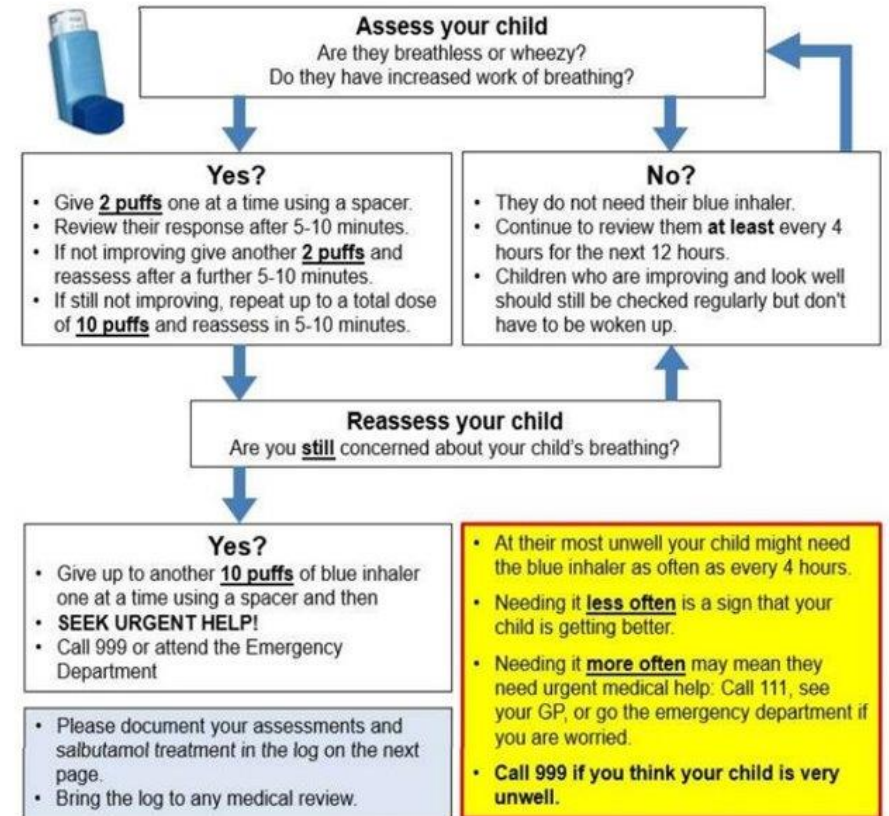 Assess your child
Are they breathless or wheezy?
Do they have increased work of breathing?
Yes?
• Give 2 puffs one at a time using a spacer.
• Review their response after 5-10 minutes.
• If not improving give another 2 puffs and
reassess after a further 5-10 minutes.
• If still not improving, repeat up to a total dose
of 10 puffs and reassess in 5-10 minutes.
No?
• They do not need their blue inhaler.
• Continue to review them at least every 4
hours for the next 12 hours.
• Children who are improving and look well
should still be checked regularly but don't
have to be woken up.
Reassess your child
Are you still concerned about your child's breathing?
Yes?
• Give up to another 10 puffs of blue inhaler
one at a time using a spacer and then
• SEEK URGENT HELP!
• Call 999 or attend the Emergency
Department
• Please document your assessments and
salbutamol treatment in the log on the next
page.
• Bring the log to any medical review.
• At their most unwell your child might need
the blue inhaler as often as every 4 hours.
• Needing it less often is a sign that your
child is getting better.
• Needing it more often may mean they
need urgent medical help: Call 111, see
your GP, or go the emergency department if
you are worried.
• Call 999 if you think your child is very
unwell.